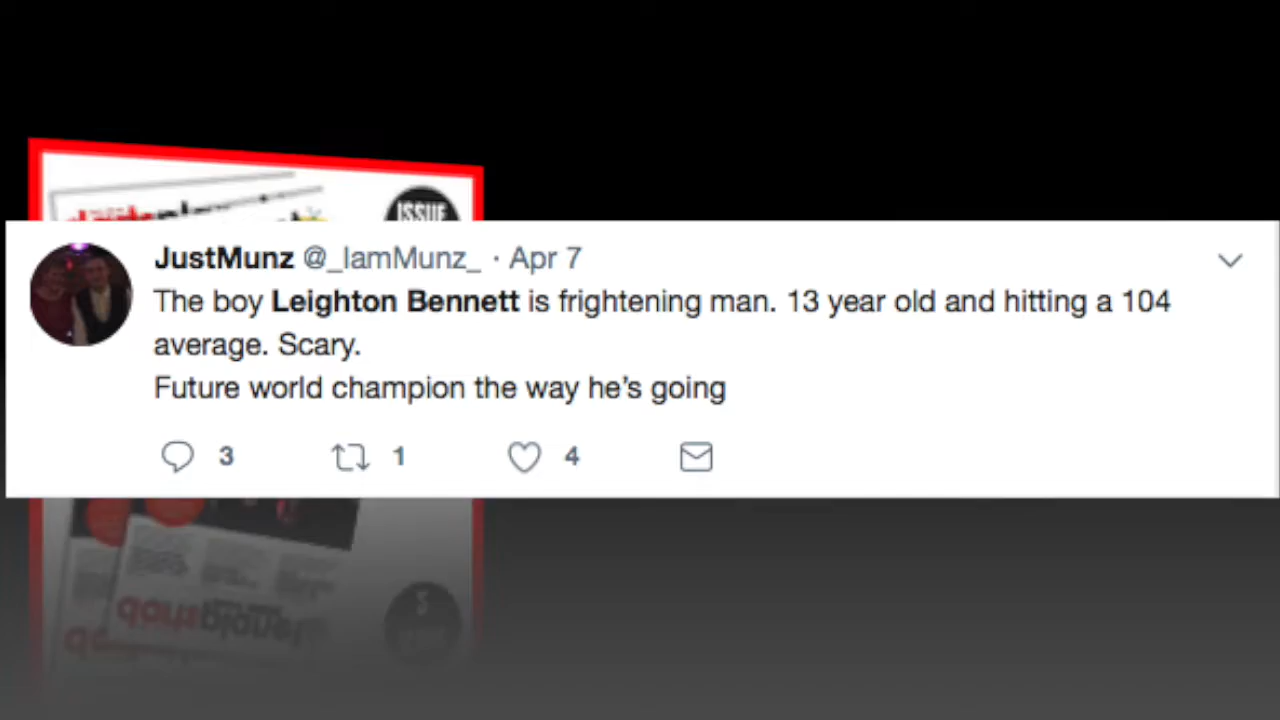 ISSUE
JustMunz @_IamMunz_ · Apr 7
The boy Leighton Bennett is frightening man. 13 year old and hitting a 104
average. Scary.
Future world champion the way he's going
3 1 4